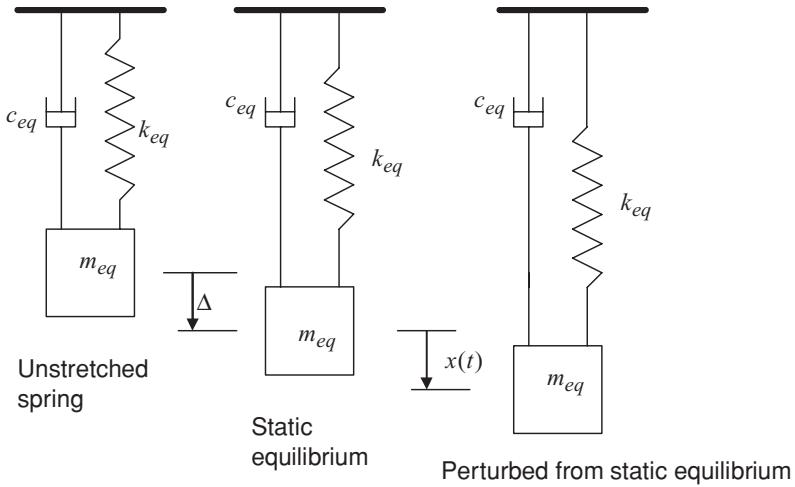 c_eq
k_eq
m_eq
Unstretched
spring
Δ
c_eq
k_eq
m_eq
Static
equilibrium
x(t)
c_eq
k_eq
m_eq
Perturbed from static equilibrium